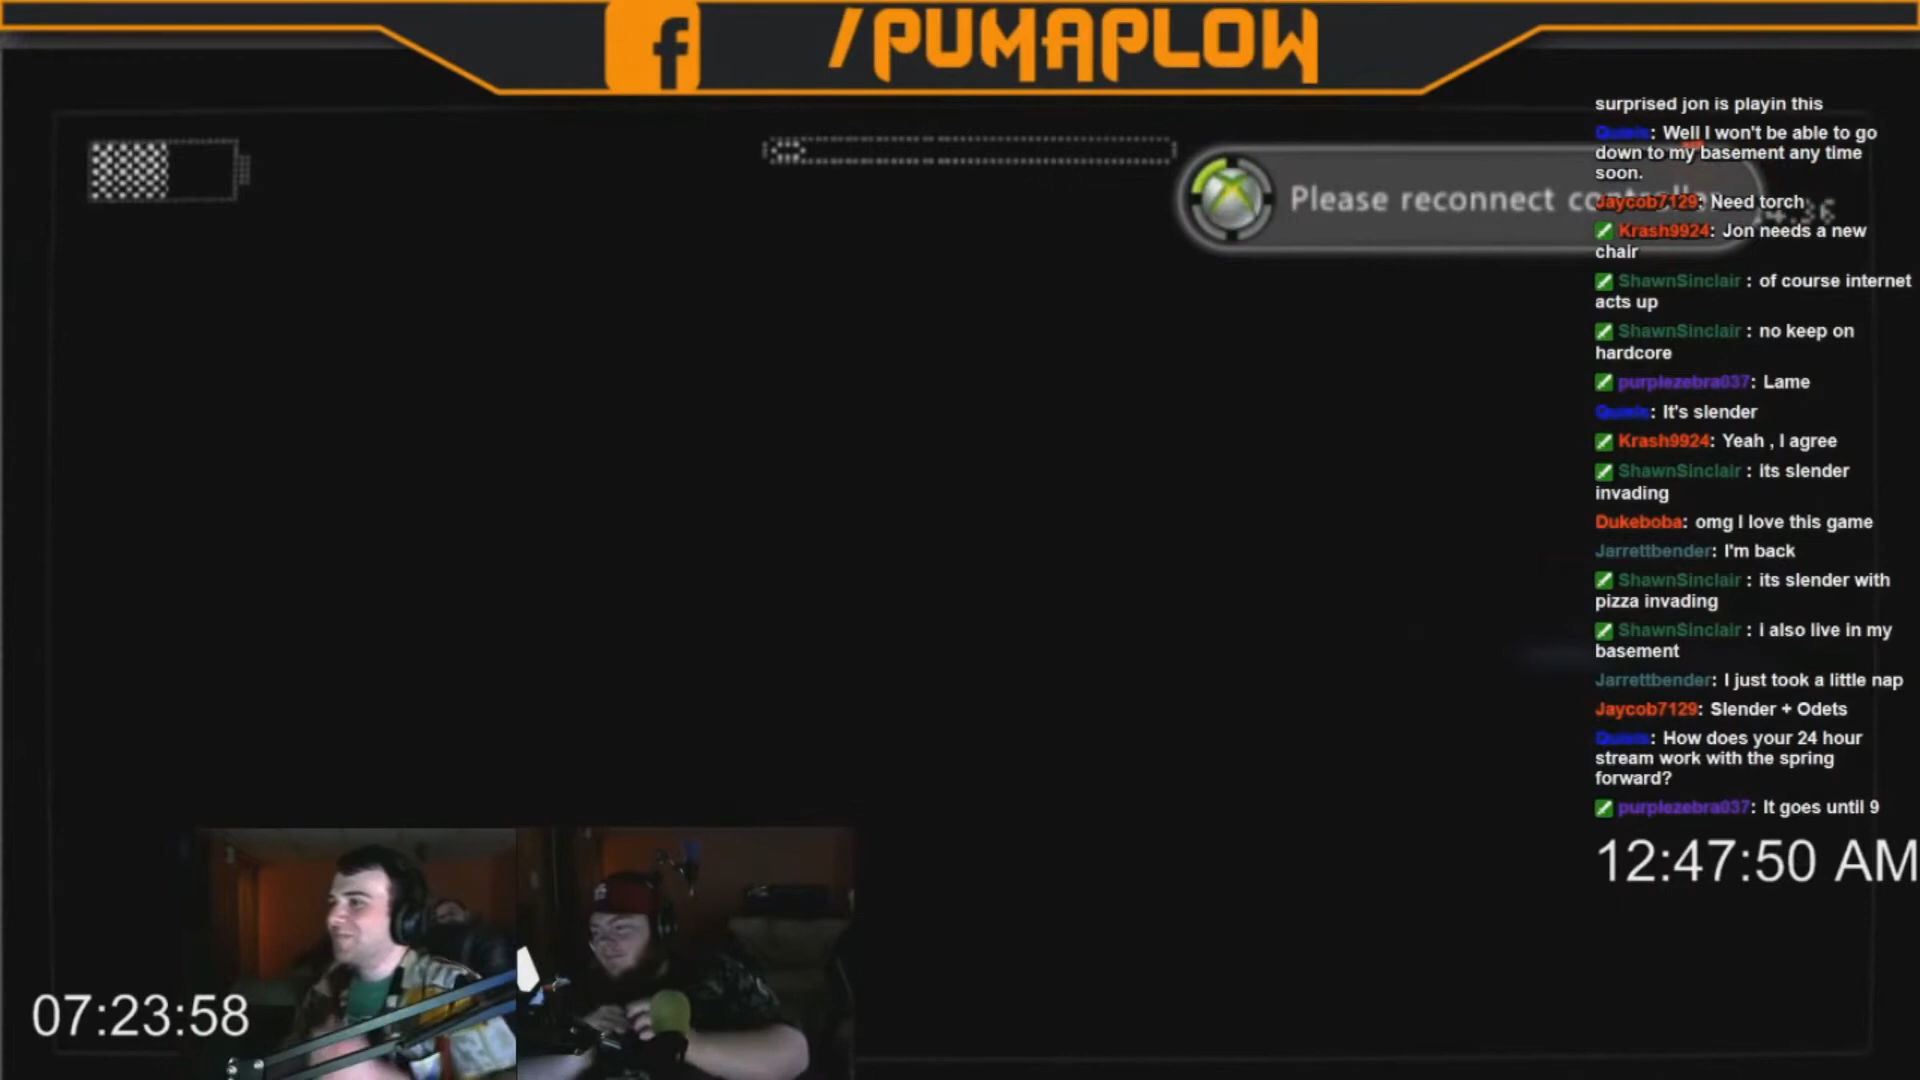 f /PUMAPLOW
surprised jon is playin this
: Well I won't be able to go
down to my basement any time
soon.
Please reconnect
Jaycob7129: Need torch
Krash9924: Jon needs a new
chair
ShawnSinclair : of course internet
acts up
ShawnSinclair : no keep on
hardcore
purplezebra037: Lame
: It's slender
Krash9924: Yeah , I agree
ShawnSinclair : its slender
invading
Dukeboba: omg I love this game
Jarrettbender: I'm back
ShawnSinclair : its slender with
pizza invading
ShawnSinclair : i also live in my
basement
Jarrettbender: I just took a little nap
Jaycob7129: Slender + Odets
: How does your 24 hour
stream work with the spring
forward?
purplezebra037: It goes until 9
12:47:50 AM
07:23:58